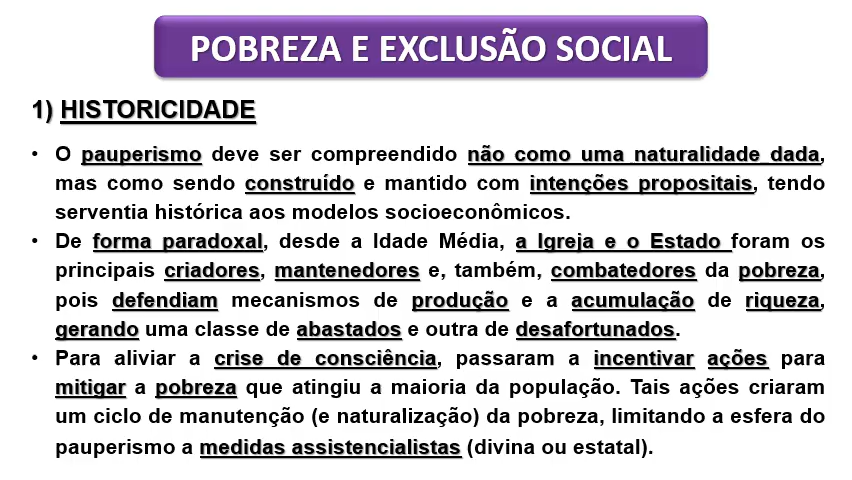 POBREZA E EXCLUSÃO SOCIAL
1) HISTORICIDADE
• O pauperismo deve ser compreendido não como uma naturalidade dada,
mas como sendo construído e mantido com intenções propositais, tendo
serventia histórica aos modelos socioeconômicos.
• De forma paradoxal, desde a Idade Média, a Igreja e o Estado foram os
principais criadores, mantenedores e, também, combatedores da pobreza,
pois defendiam mecanismos de produção e a acumulação de riqueza,
gerando uma classe de abastados e outra de desafortunados.
• Para aliviar a crise de consciência, passaram a incentivar ações para
mitigar a pobreza que atingiu a maioria da população. Tais ações criaram
um ciclo de manutenção (e naturalização) da pobreza, limitando a esfera do
pauperismo a medidas assistencialistas (divina ou estatal).